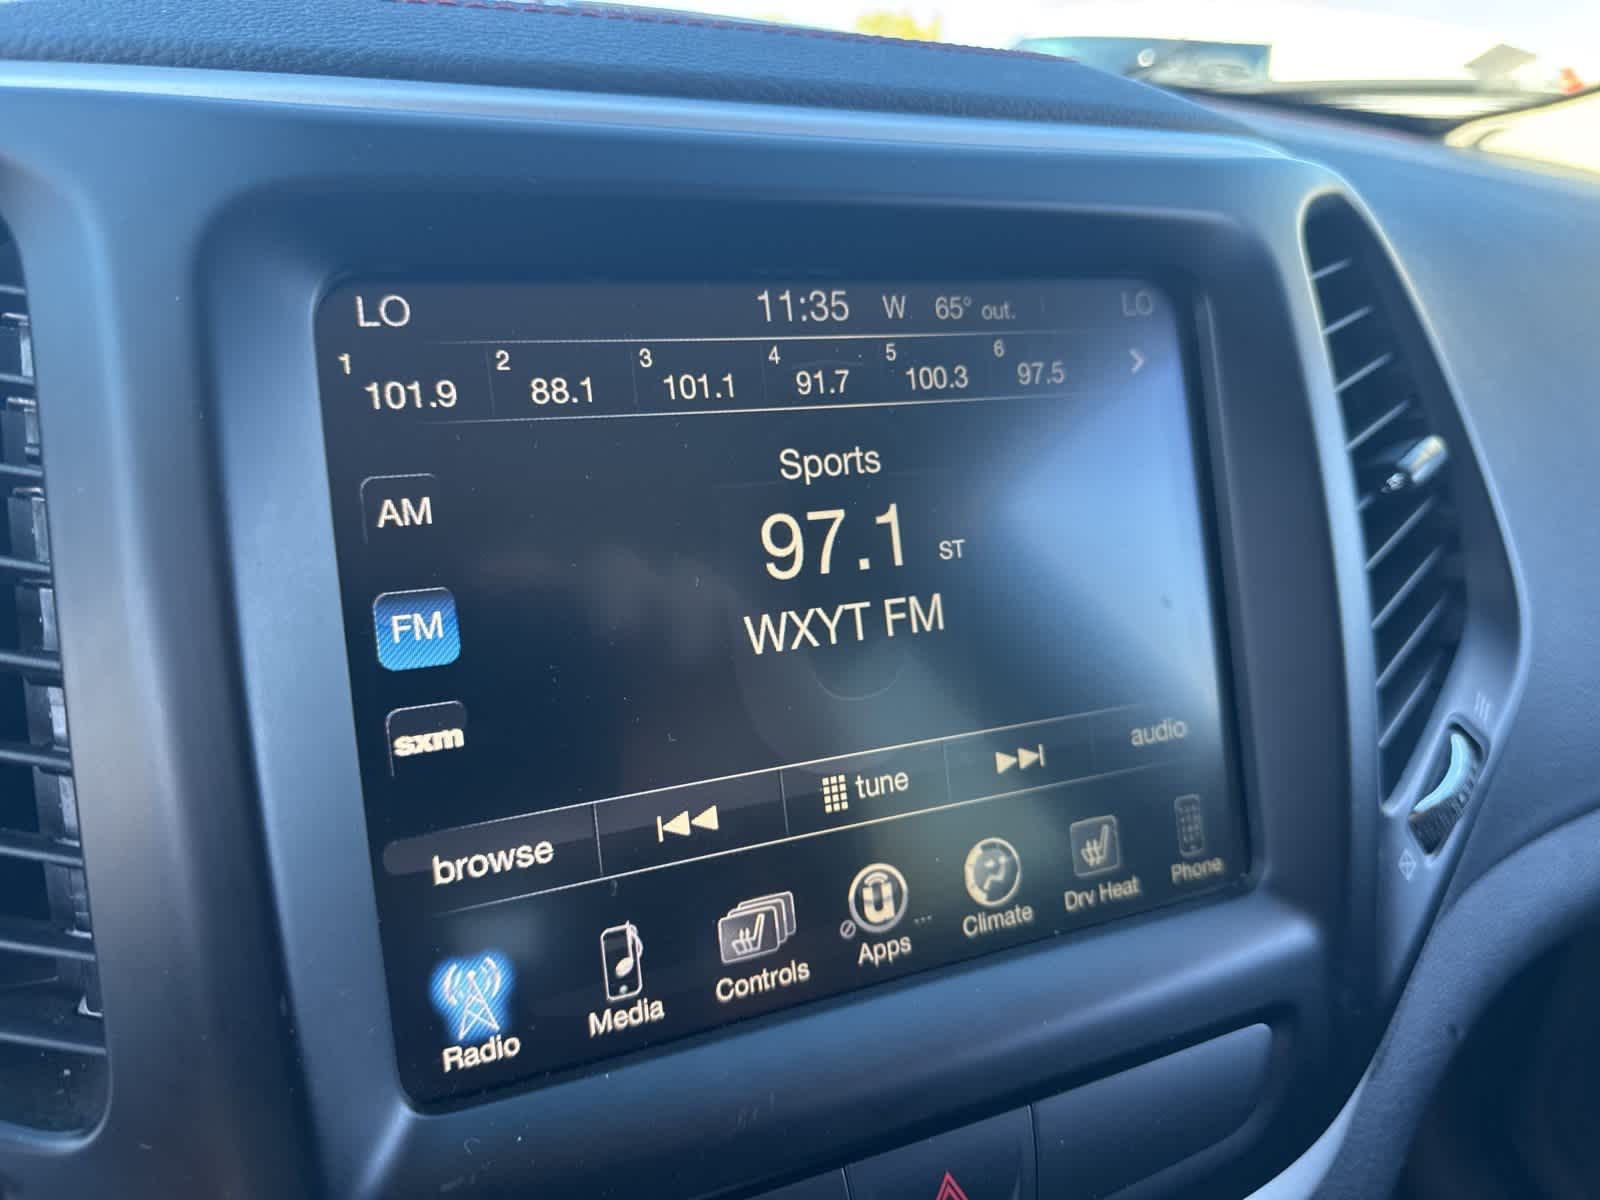 LO 11:35 W 65° out. LO
1 101.9 2 88.1 3 101.1 4 91.7 5 100.3 6 97.5
Sports
AM
97.1 ST
FM
WXYT FM
sxm
browse tune audio
Radio Media Controls Apps ... Climate Drv Heat Phone